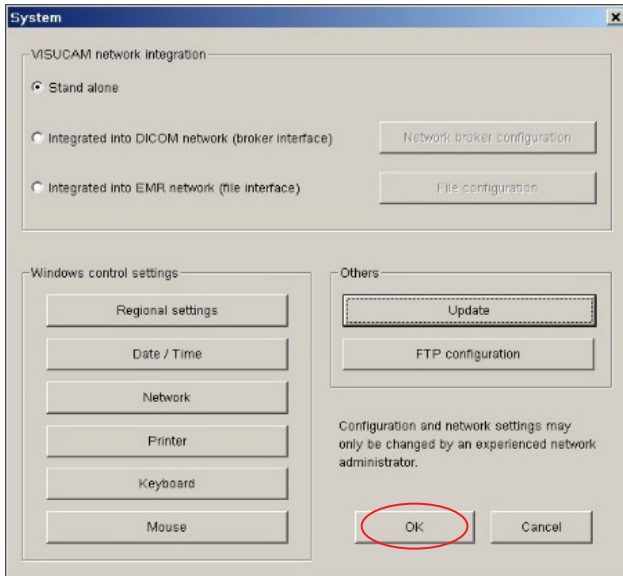 System
VISUCAM network integration
Stand alone
Integrated into DICOM network (broker interface)
Network broker configuration
Integrated into EMR network (file interface)
File configuration
Windows control settings
Regional settings
Date / Time
Network
Printer
Keyboard
Mouse
Others
Update
FTP configuration
Configuration and network settings may
only be changed by an experienced network
administrator.
OK
Cancel